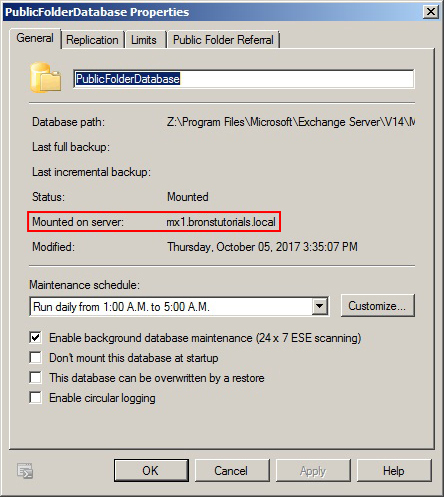 PublicFolderDatabase Properties
General Replication Limits Public Folder Referral
PublicFolderDatabase
Database path: Z:\Program Files\Microsoft\Exchange Server\V14\M
Last full backup:
Last incremental backup:
Status: Mounted
Mounted on server: mx1.bronstutorials.local
Modified: Thursday, October 05, 2017 3:35:07 PM
Maintenance schedule:
Run daily from 1:00 A.M. to 5:00 A.M. Customize...
Enable background database maintenance (24 x 7 ESE scanning)
Don't mount this database at startup
This database can be overwritten by a restore
Enable circular logging
OK Cancel Apply Help